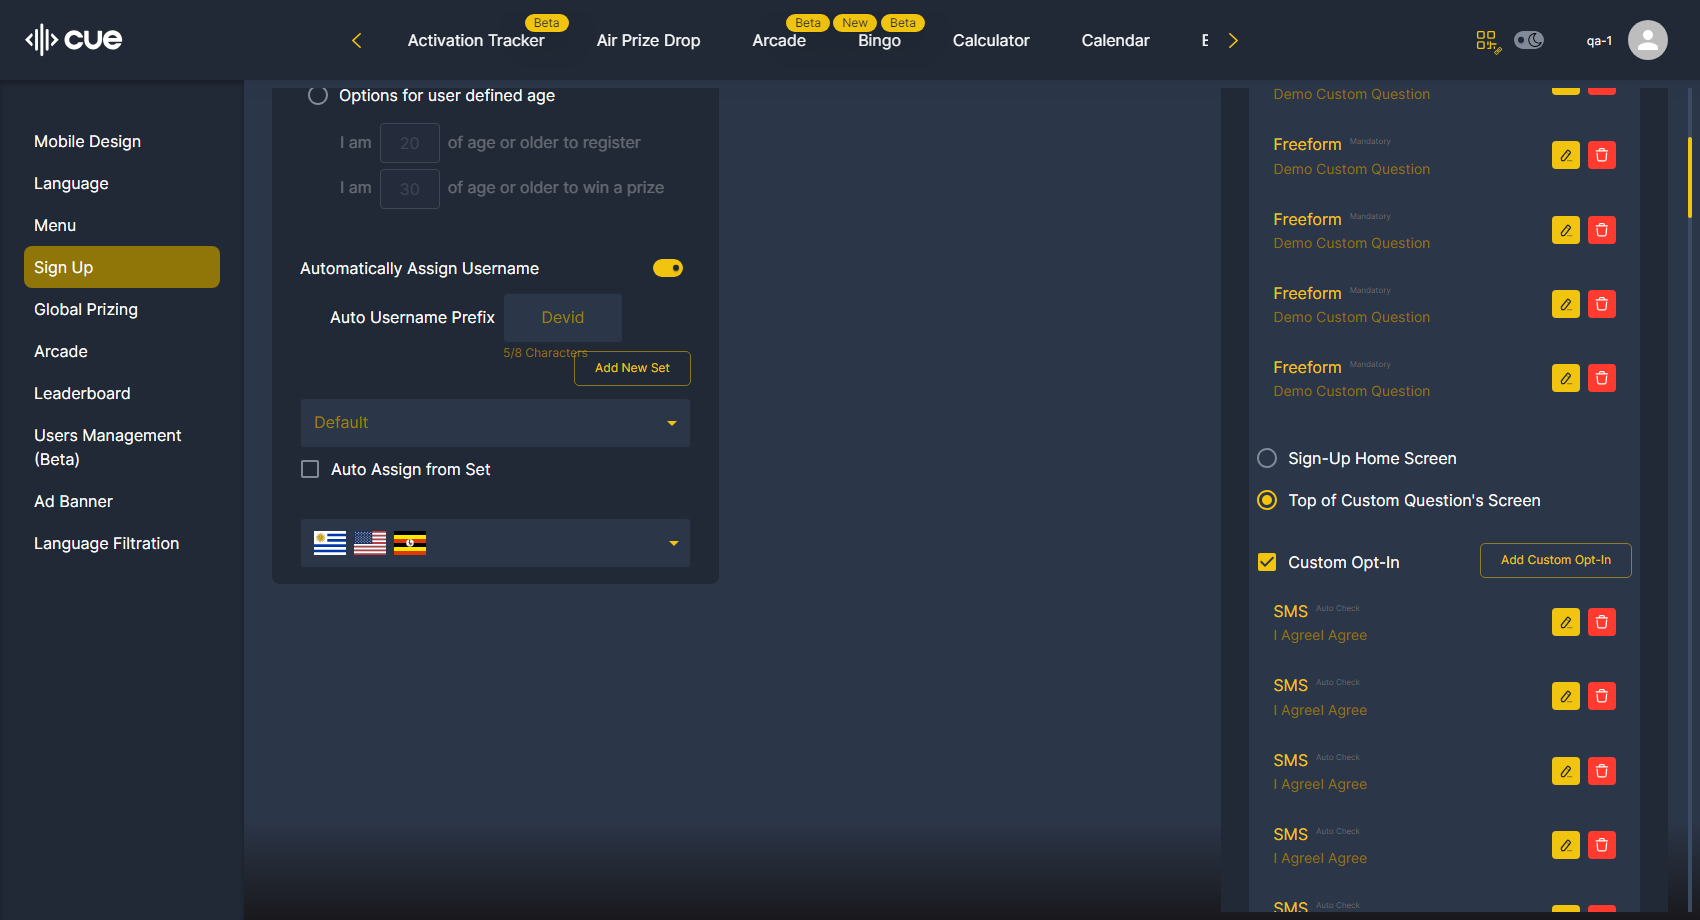 cue
Beta
Beta
New
Beta
Activation Tracker
Air Prize Drop
Arcade
Bingo
Calculator
Calendar
qa-1
Mobile Design
Language
Menu
Sign Up
Global Prizing
Arcade
Leaderboard
Users Management
(Beta)
Ad Banner
Language Filtration
Options for user defined age
I am 20 of age or older to register
I am 30 of age or older to win a prize
Automatically Assign Username
Auto Username Prefix Devid
5/8 Characters
Add New Set
Default
Auto Assign from Set
Demo Custom Question
Freeform Mandatory
Demo Custom Question
Freeform Mandatory
Demo Custom Question
Freeform Mandatory
Demo Custom Question
Freeform Mandatory
Demo Custom Question
Sign-Up Home Screen
Top of Custom Question's Screen
Custom Opt-In Add Custom Opt-In
SMS Auto Check
I AgreeI Agree
SMS Auto Check
I AgreeI Agree
SMS Auto Check
I AgreeI Agree
SMS Auto Check
I AgreeI Agree
SMS Auto Check